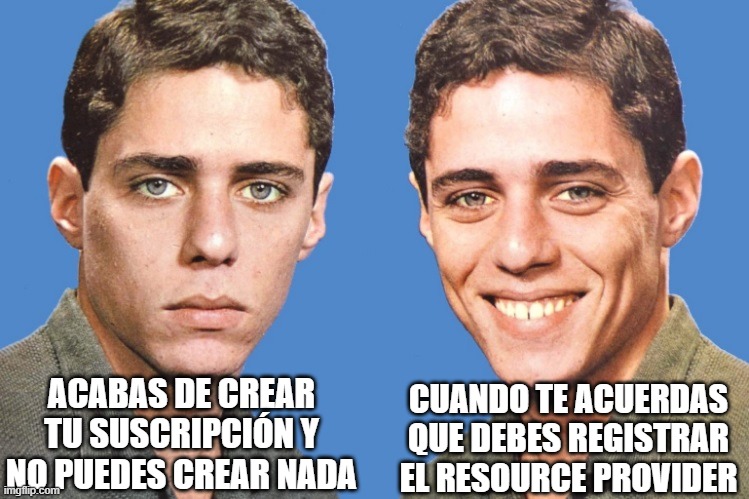 ACABAS DE CREAR
TU SUSCRIPCIÓN Y
NO PUEDES CREAR NADA
CUANDO TE ACUERDAS
QUE DEBES REGISTRAR
EL RESOURCE PROVIDER
imgflip.com